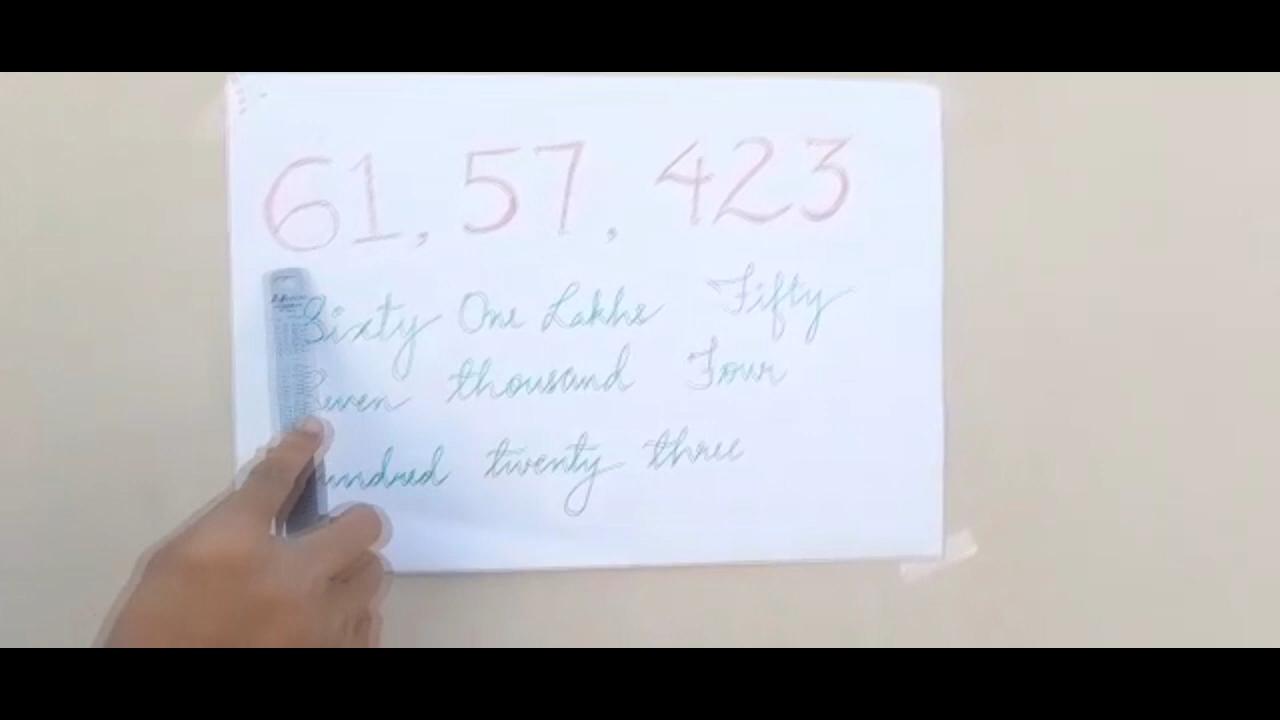 61, 57, 423
Sixty One Lakhs Fifty
Seven thousand Four
hundred twenty three